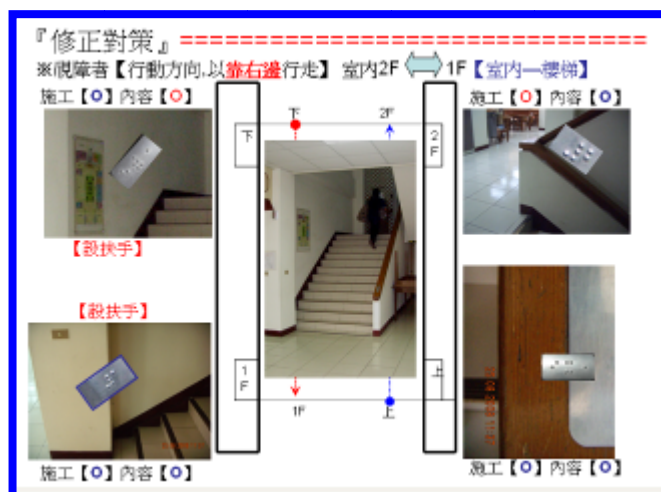 『修正對策』==============================
※視障者【行動方向,以靠右邊行走】 室內2F 1F【室內一樓梯】
施工【O】內容【O】
施工【O】內容【O】
下
2F
下
2F
【設扶手】
【設扶手】
1F
上
1F
上
施工【O】內容【O】
施工【O】內容【O】